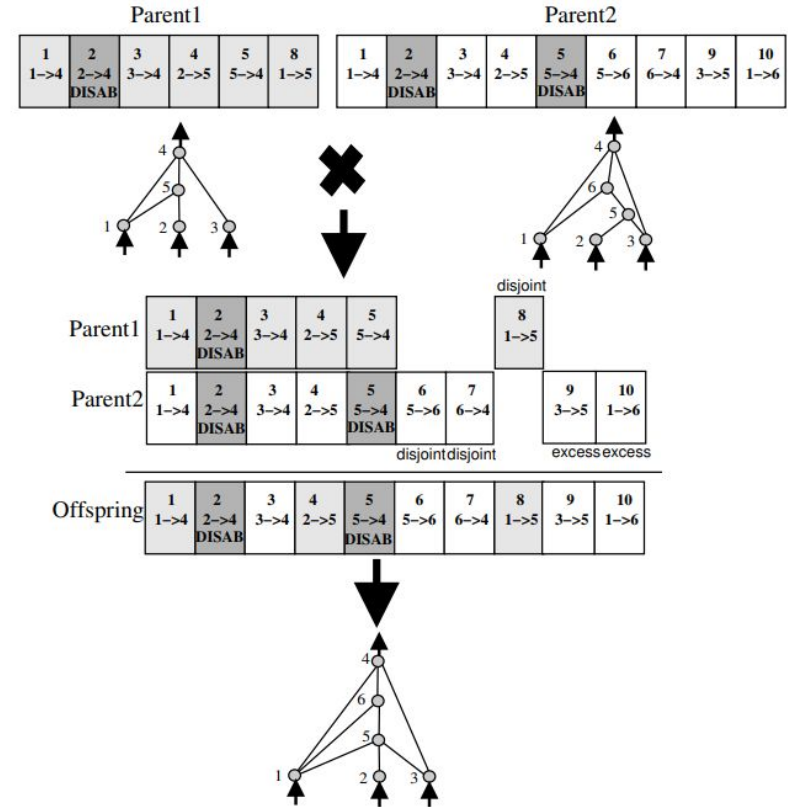 Parent1 Parent2
1 2 3 4 5 8 1 2 3 4 5 6 7 9 10
1–>4 2–>4 3–>4 2–>5 5–>4 1–>5 1–>4 2–>4 3–>4 2–>5 5–>4 5–>6 6–>4 3–>5 1–>6
DISAB DISAB DISAB
4
5
1 2 3
4
6
5
1 2 3
disjoint
Parent1
1 2 3 4 5 8
1–>4 2–>4 3–>4 2–>5 5–>4 1–>5
DISAB
Parent2
1 2 3 4 5 6 7 9 10
1–>4 2–>4 3–>4 2–>5 5–>4 5–>6 6–>4 3–>5 1–>6
DISAB DISAB
disjoint disjoint excess excess
Offspring
1 2 3 4 5 6 7 8 9 10
1–>4 2–>4 3–>4 2–>5 5–>4 5–>6 6–>4 1–>5 3–>5 1–>6
DISAB DISAB
4
6
5
1 2 3